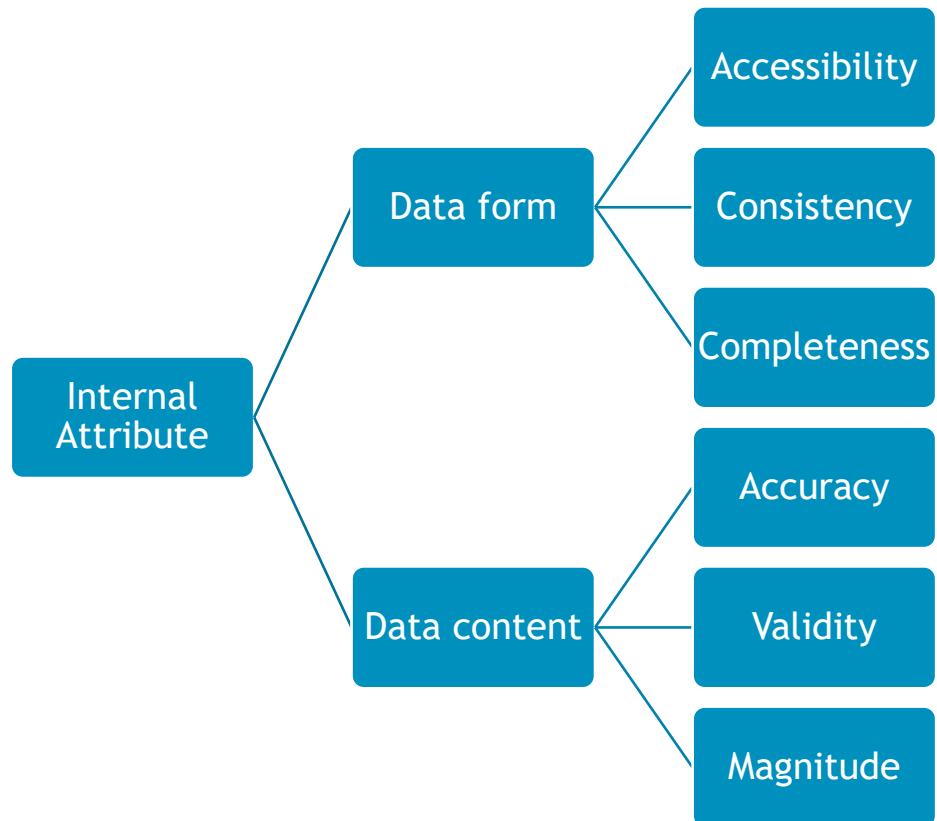 Internal
Attribute
Data form
Accessibility
Consistency
Completeness
Data content
Accuracy
Validity
Magnitude